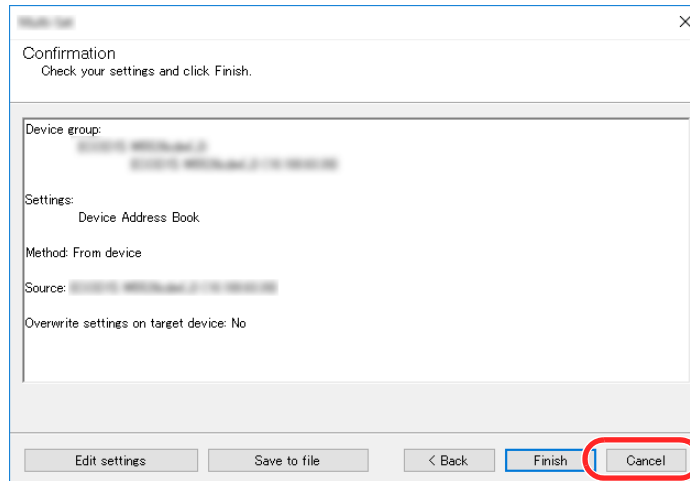 Confirmation
Check your settings and click Finish.
Device group:
Settings:
Device Address Book
Method: From device
Source:
Overwrite settings on target device: No
Edit settings
Save to file
< Back
Finish
Cancel